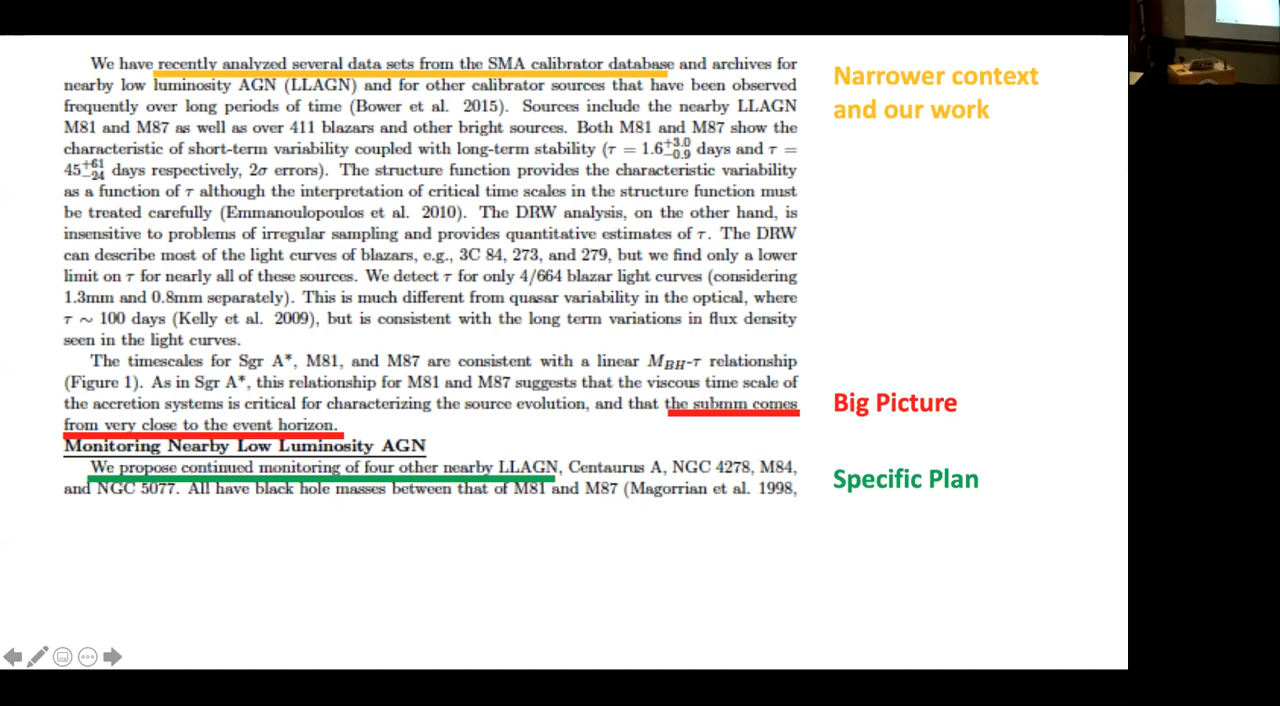 We have recently analyzed several data sets from the SMA calibrator database and archives for
nearby low luminosity AGN (LLAGN) and for other calibrator sources that have been observed
frequently over long periods of time (Bower et al. 2015). Sources include the nearby LLAGN
M81 and M87 as well as over 411 blazars and other bright sources. Both M81 and M87 show the
characteristic of short-term variability coupled with long-term stability (τ = 1.6+3.0−0.9 days and τ =
45+61−24 days respectively, 2σ errors). The structure function provides the characteristic variability
as a function of τ although the interpretation of critical time scales in the structure function must
be treated carefully (Emmanoulopoulos et al. 2010). The DRW analysis, on the other hand, is
insensitive to problems of irregular sampling and provides quantitative estimates of τ. The DRW
can describe most of the light curves of blazars, e.g., 3C 84, 273, and 279, but we find only a lower
limit on τ for nearly all of these sources. We detect τ for only 4/664 blazar light curves (considering
1.3mm and 0.8mm separately). This is much different from quasar variability in the optical, where
τ ∼ 100 days (Kelly et al. 2009), but is consistent with the long term variations in flux density
seen in the light curves.
The timescales for Sgr A*, M81, and M87 are consistent with a linear MBH-τ relationship
(Figure 1). As in Sgr A*, this relationship for M81 and M87 suggests that the viscous time scale of
the accretion systems is critical for characterizing the source evolution, and that the submm comes
from very close to the event horizon.
Monitoring Nearby Low Luminosity AGN
We propose continued monitoring of four other nearby LLAGN, Centaurus A, NGC 4278, M84,
and NGC 5077. All have black hole masses between that of M81 and M87 (Magorrian et al. 1998,
Narrower context
and our work
Big Picture
Specific Plan